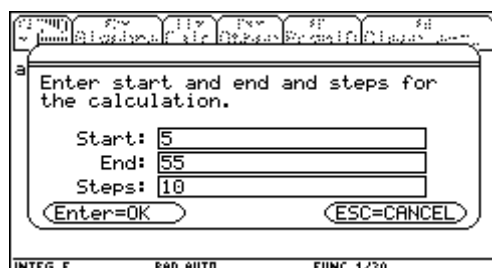 a
Enter start and end and steps for
the calculation.
Start: 5
End: 55
Steps: 10
Enter=OK ESC=CANCEL
RAD AUTO FUNC 1/30